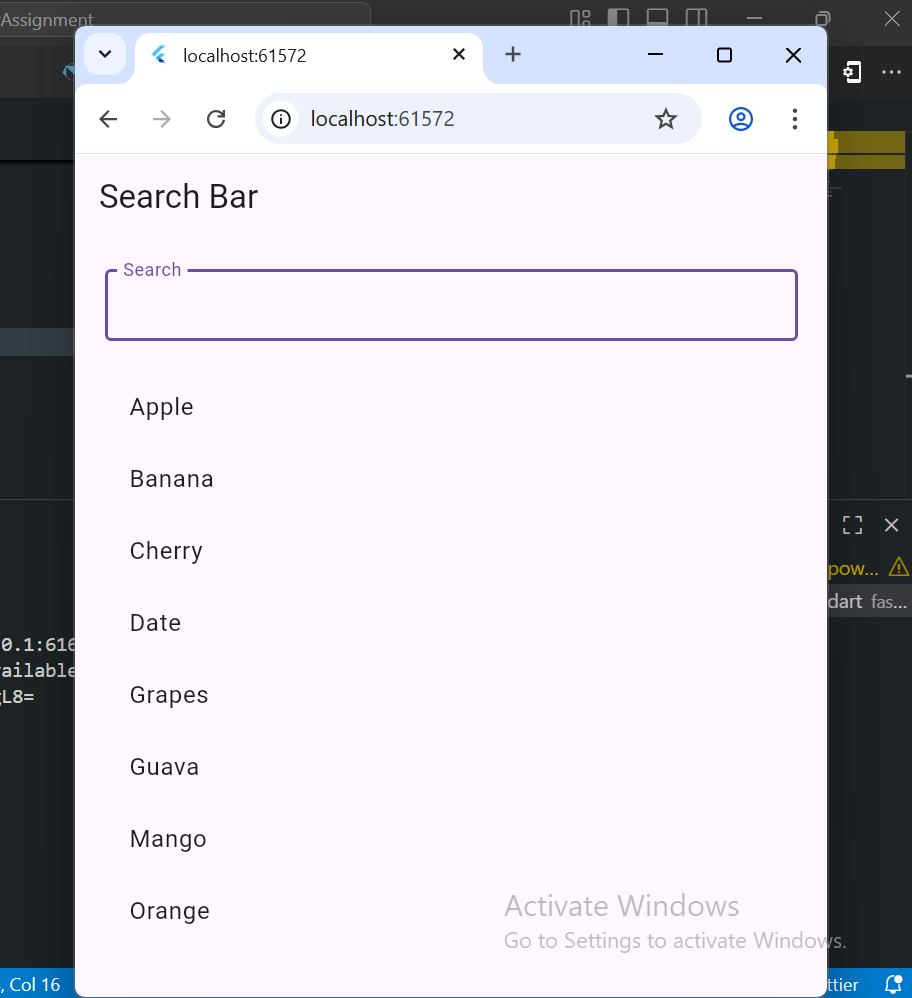 Assignment
localhost:61572
localhost:61572
Search Bar
Search
Apple
Banana
Cherry
Date
Grapes
Guava
Mango
Orange
pow...
dart fas...
0.1:616
ailable
L8=
Activate Windows
Go to Settings to activate Windows.
, Col 16
ttier